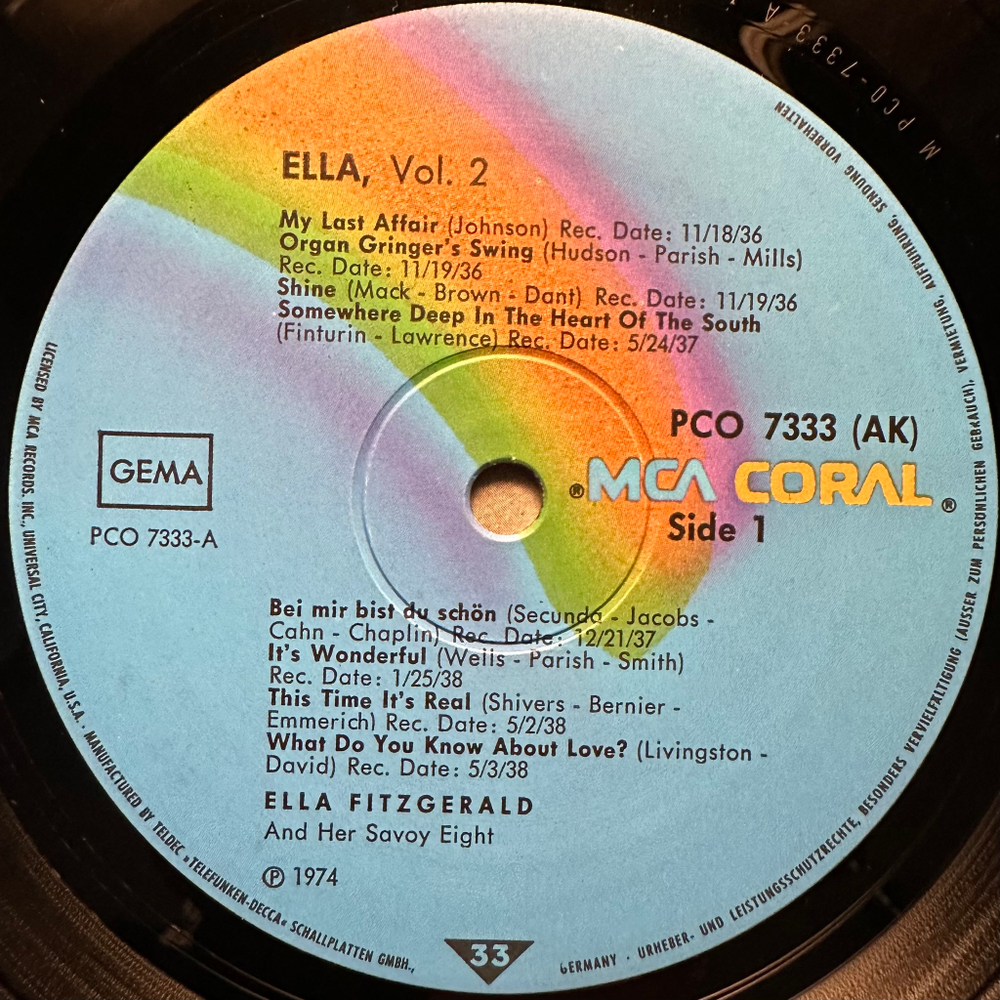 M PCO-7333 A
ELLA, Vol. 2
My Last Affair (Johnson) Rec. Date: 11/18/36
Organ Gringer's Swing (Hudson - Parish - Mills)
Rec. Date: 11/19/36
Shine (Mack - Brown - Dant) Rec. Date: 11/19/36
Somewhere Deep In The Heart Of The South
(Finturin - Lawrence) Rec. Date: 5/24/37
PCO 7333 (AK)
GEMA
®MCA CORAL®
Side 1
PCO 7333-A
Bei mir bist du schön (Secunda - Jacobs -
Cahn - Chaplin) Rec. Date: 12/21/37
It's Wonderful (Wells - Parish - Smith)
Rec. Date: 1/25/38
This Time It's Real (Shivers - Bernier -
Emmerich) Rec. Date: 5/2/38
What Do You Know About Love? (Livingston -
David) Rec. Date: 5/3/38
ELLA FITZGERALD
And Her Savoy Eight
℗ 1974
33
LICENSED BY MCA RECORDS, INC., UNIVERSAL CITY, CALIFORNIA, U.S.A. · MANUFACTURED BY TELDEC »TELEFUNKEN-DECCA« SCHALLPLATTEN GMBH., GERMANY · URHEBER- UND LEISTUNGSSCHUTZRECHTE, BESONDERS VERVIELFÄLTIGUNG (AUSSER ZUM PERSÖNLICHEN GEBRAUCH), VERMIETUNG, AUFFÜHRUNG, SENDUNG VORBEHALTEN